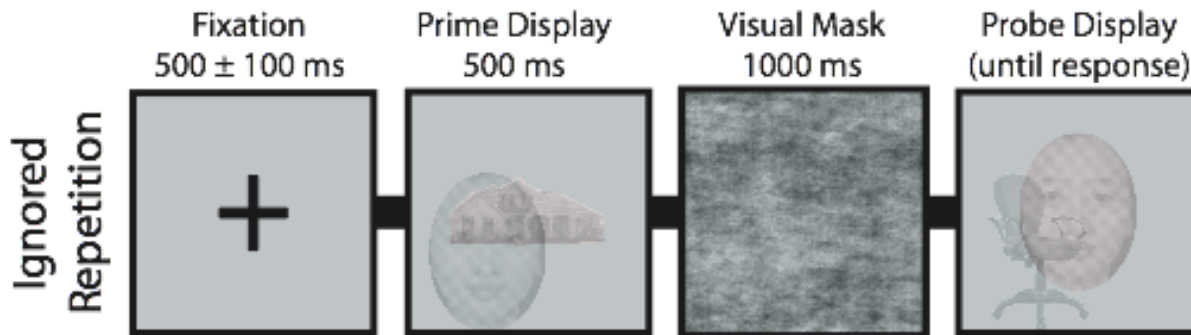 Fixation
500 ± 100 ms
Prime Display
500 ms
Visual Mask
1000 ms
Probe Display
(until response)
Ignored
Repetition